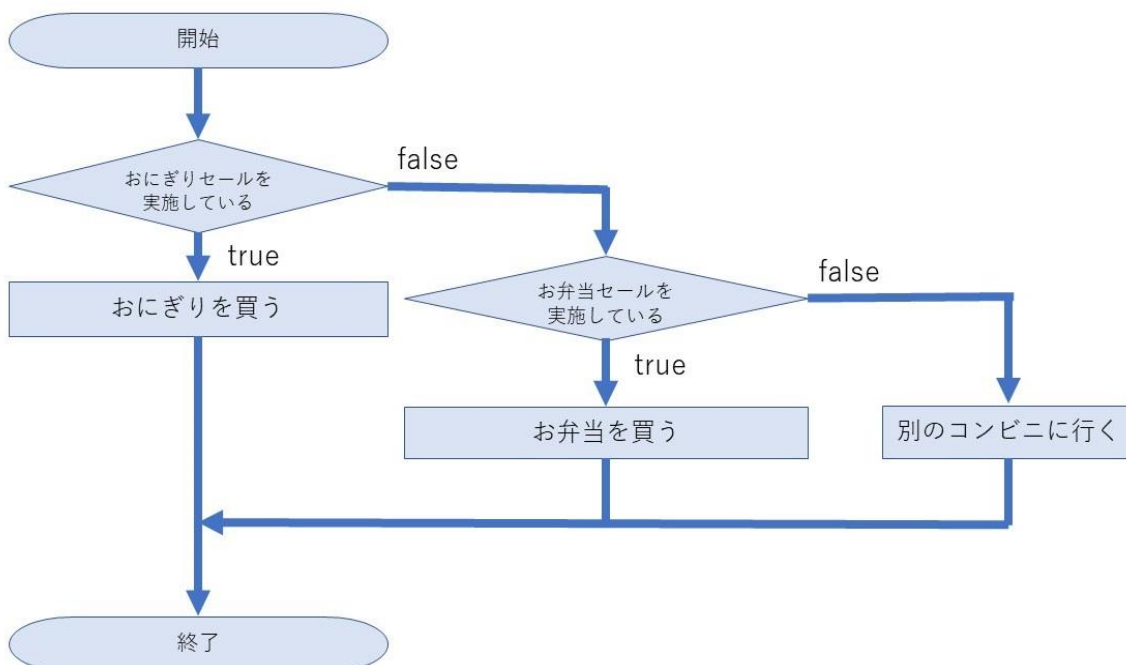 開始
false
おにぎりセールを
実施している
true
false
おにぎりを買う
お弁当セールを
実施している
true
お弁当を買う
別のコンビニに行く
終了